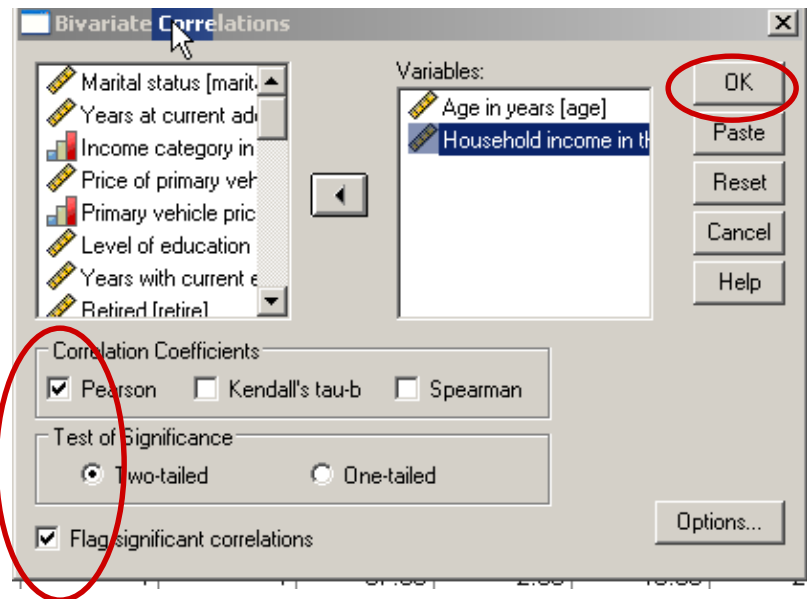 Bivariate Correlations
Marital status [marit
Years at current ad
Income category in
Price of primary veh
Primary vehicle pric
Level of education
Years with current e
Retired [retire]
Variables:
Age in years [age]
Household income in th
OK
Paste
Reset
Cancel
Help
Correlation Coefficients
Pearson Kendall's tau-b Spearman
Test of Significance
Two-tailed One-tailed
Flag significant correlations
Options...